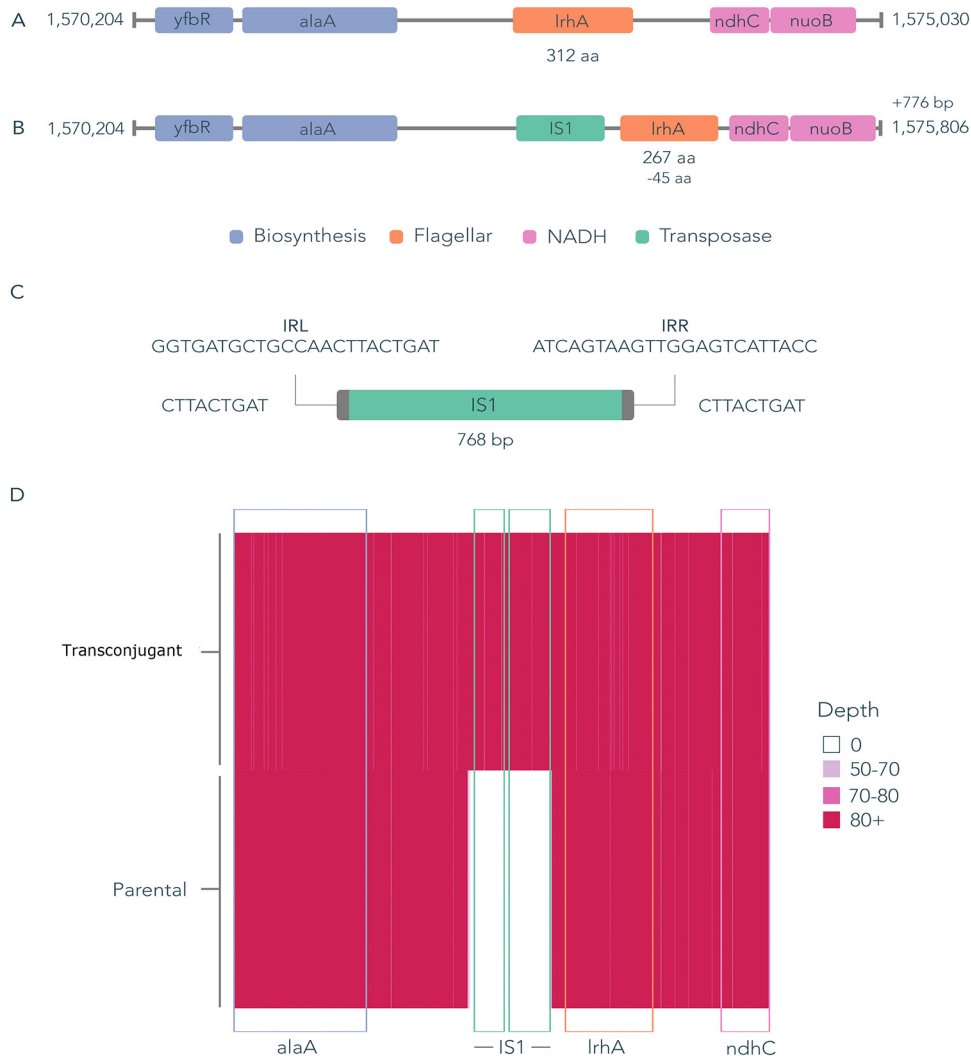 A 1,570,204 yfbR alaA lrhA ndhC nuoB 1,575,030
312 aa
+776 bp
B 1,570,204 yfbR alaA IS1 lrhA ndhC nuoB 1,575,806
267 aa
-45 aa
Biosynthesis Flagellar NADH Transposase
C
IRL IRR
GGTGATGCTGCCAACTTACTGAT ATCAGTAAGTTGGAGTCATTACC
CTTACTGAT IS1 CTTACTGAT
768 bp
D
Transconjugant
Parental
Depth
0
50-70
70-80
80+
alaA IS1 lrhA ndhC